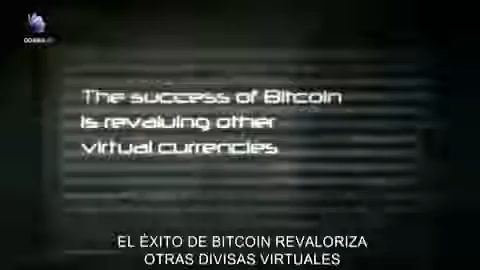 The success of Bitcoin
is revaluing other
virtual currencies
EL ÉXITO DE BITCOIN REVALORIZA
OTRAS DIVISAS VIRTUALES